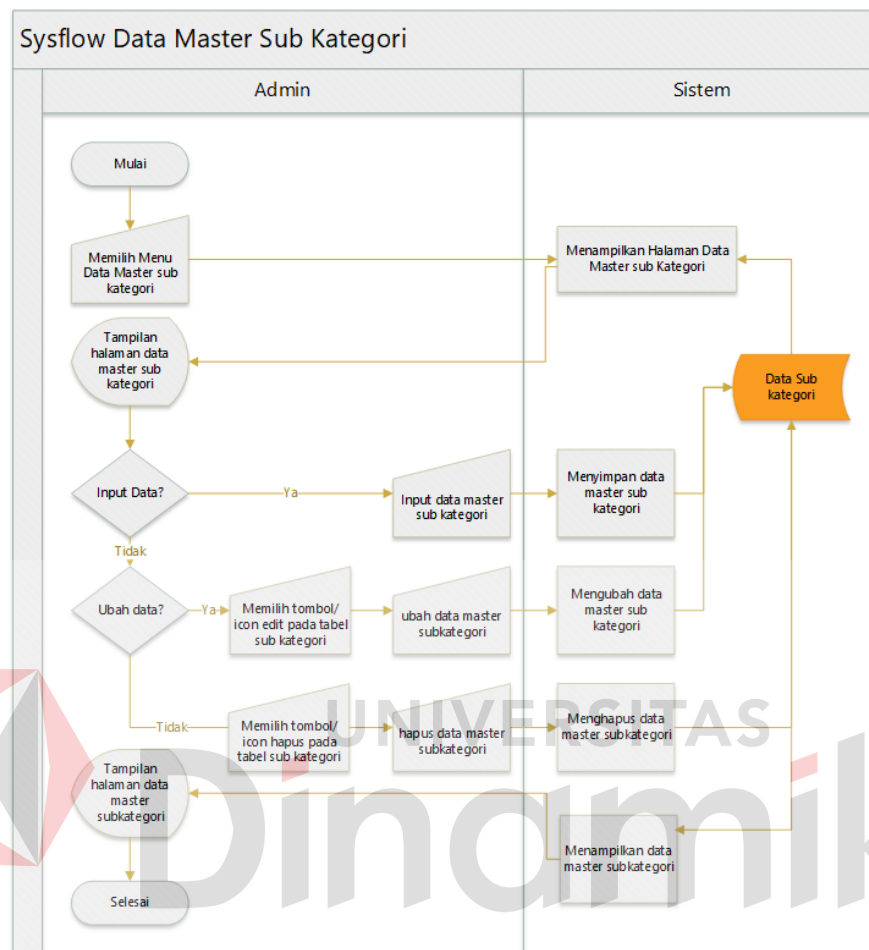 Sysflow Data Master Sub Kategori
Admin
Sistem
Mulai
Memilih Menu
Data Master sub
kategori
Menampilkan Halaman Data
Master sub Kategori
Tampilan
halaman data
master sub
kategori
Data Sub
kategori
Input Data?
Ya
Input data master
sub kategori
Menyimpan data
master sub
kategori
Tidak
Ubah data?
Ya
Memilih tombol/
icon edit pada tabel
sub kategori
ubah data master
subkategori
Mengubah data
master sub
kategori
Tidak
Memilih tombol/
icon hapus pada
tabel sub kategori
hapus data master
subkategori
Menghapus data
master subkategori
Tampilan
halaman data
master
subkategori
Menampilkan data
master subkategori
Selesai
UNIVERSITAS
Dinamik